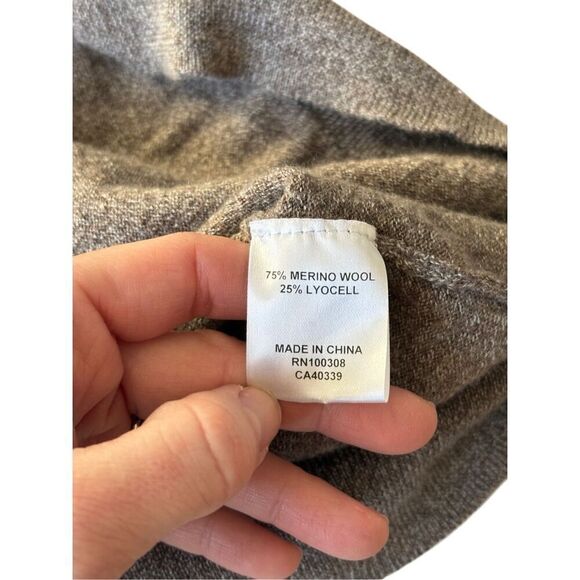 75% MERINO WOOL
25% LYOCELL
MADE IN CHINA
RN100308
CA40339